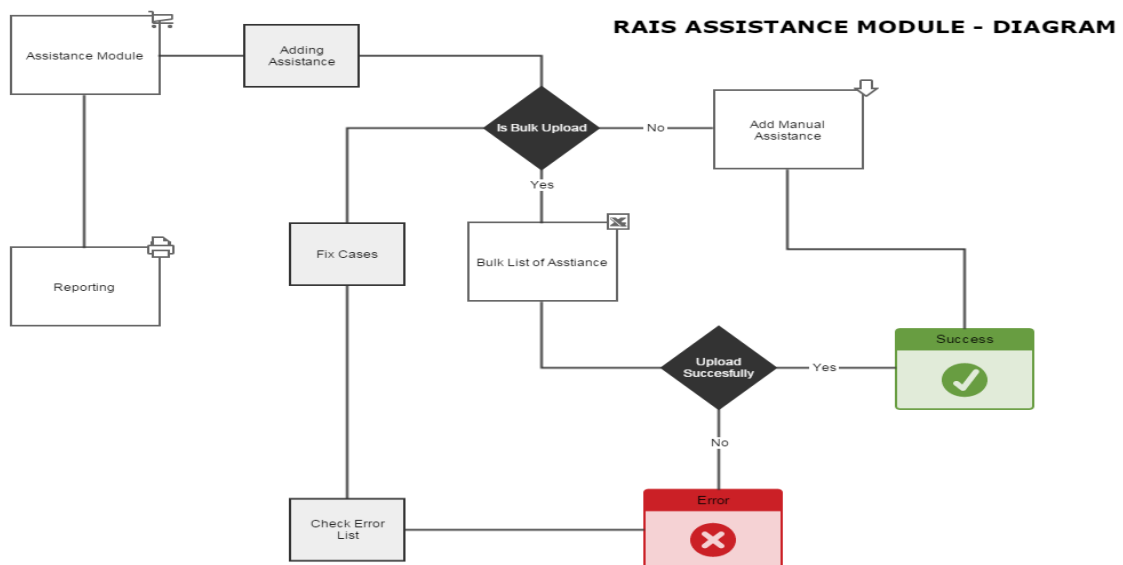 RAIS ASSISTANCE MODULE - DIAGRAM
Assistance Module
Adding
Assistance
Is Bulk Upload
No
Add Manual
Assistance
Yes
Fix Cases
Bulk List of Asstiance
Reporting
Success
Upload
Succesfully
Yes
No
Error
Check Error
List